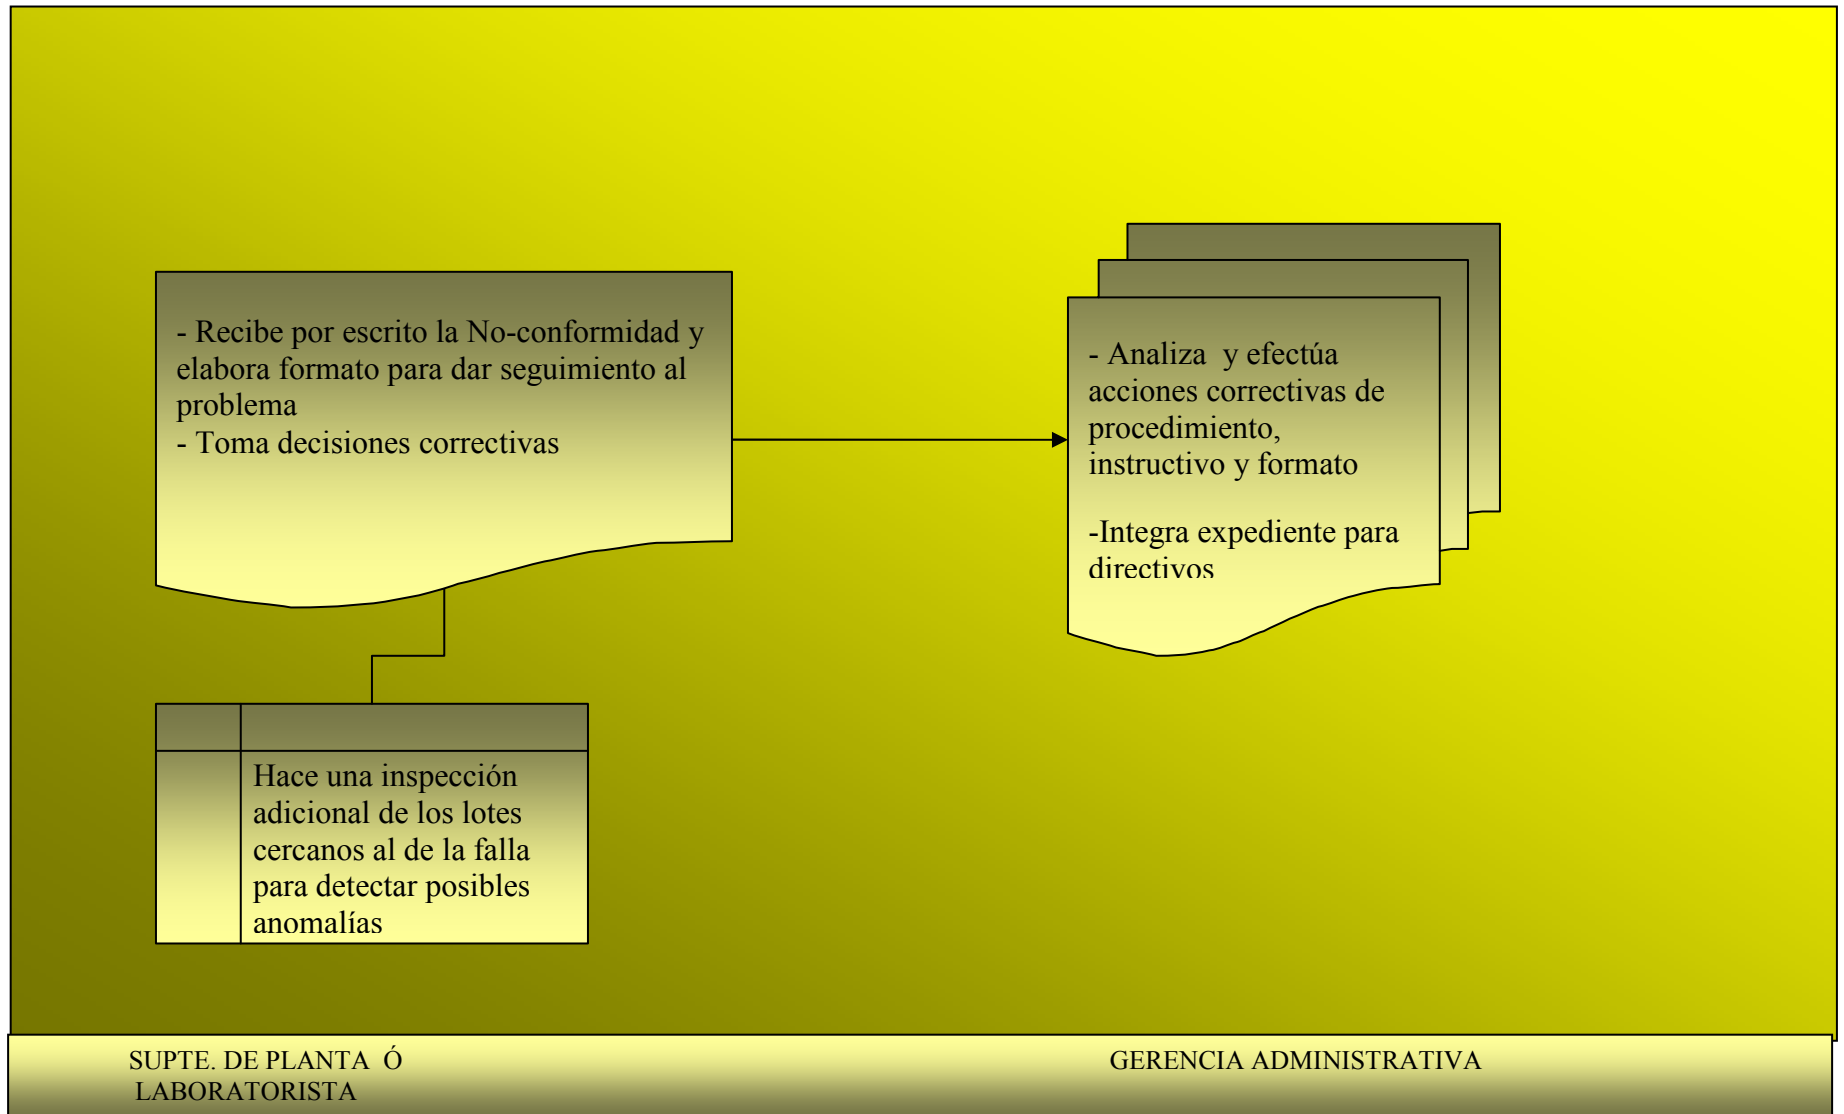 - Recibe por escrito la No-conformidad y
elabora formato para dar seguimiento al
problema
- Toma decisiones correctivas
- Analiza  y efectúa
acciones correctivas de
procedimiento,
instructivo y formato
-Integra expediente para
directivos
Hace una inspección
adicional de los lotes
cercanos al de la falla
para detectar posibles
anomalías
SUPTE. DE PLANTA  Ó
LABORATORISTA
GERENCIA ADMINISTRATIVA